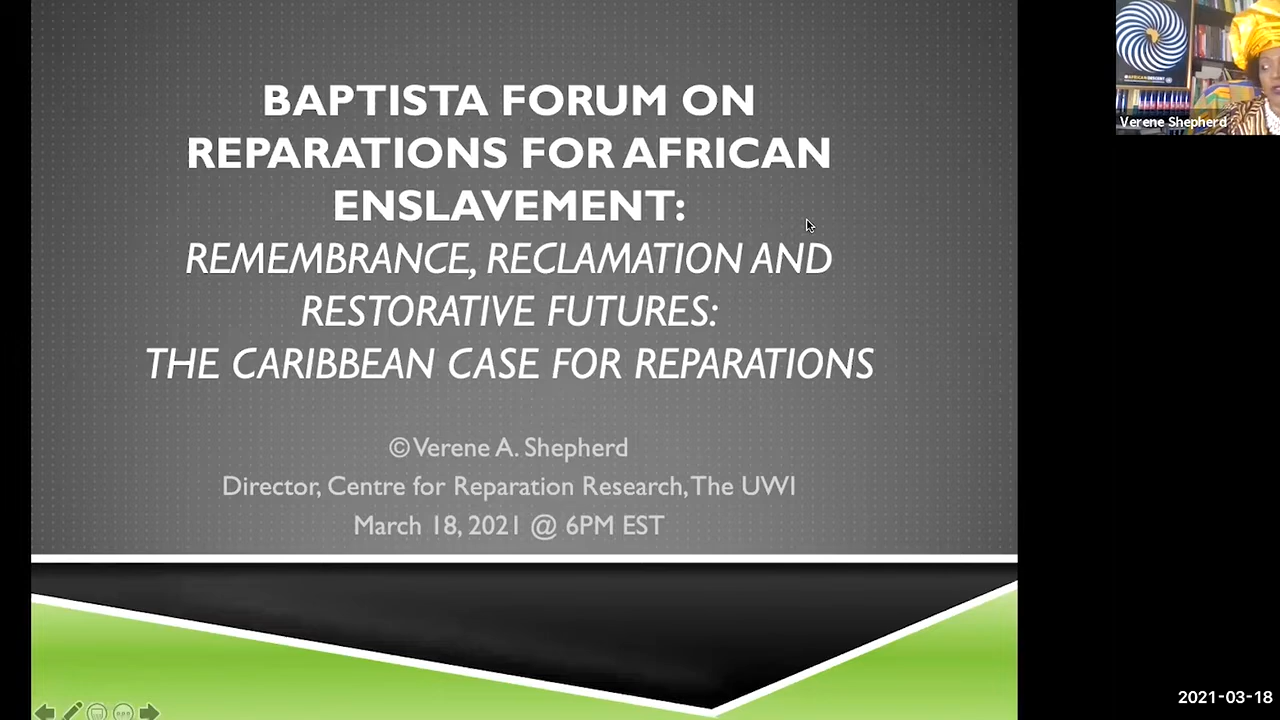 BAPTISTA FORUM ON
REPARATIONS FOR AFRICAN
ENSLAVEMENT:
REMEMBRANCE, RECLAMATION AND
RESTORATIVE FUTURES:
THE CARIBBEAN CASE FOR REPARATIONS
© Verene A. Shepherd
Director, Centre for Reparation Research, The UWI
March 18, 2021 @ 6PM EST
Verene Shepherd
2021-03-18